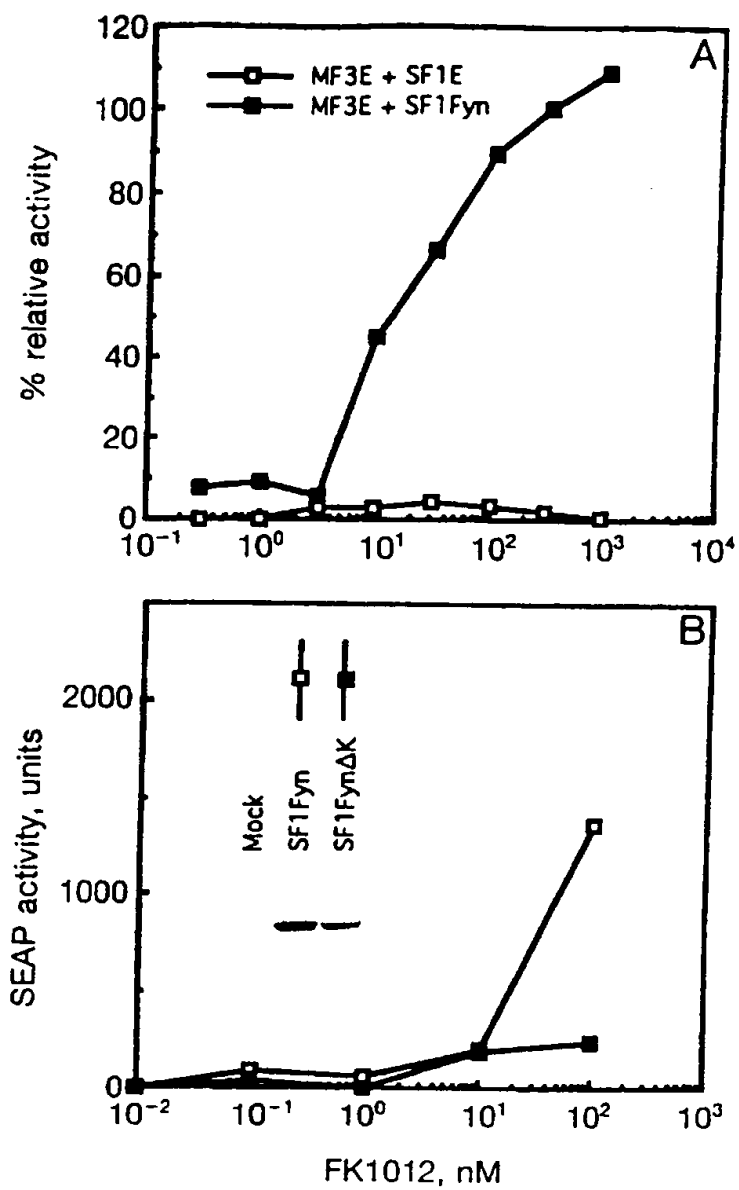 A
120
100
80
60
40
20
0
% relative activity
MF3E + SF1E
MF3E + SF1Fyn
10⁻¹ 10⁰ 10¹ 10² 10³ 10⁴
B
2000
1000
0
SEAP activity, units
Mock
SF1Fyn
SF1FynΔK
10⁻² 10⁻¹ 10⁰ 10¹ 10² 10³
FK1012, nM